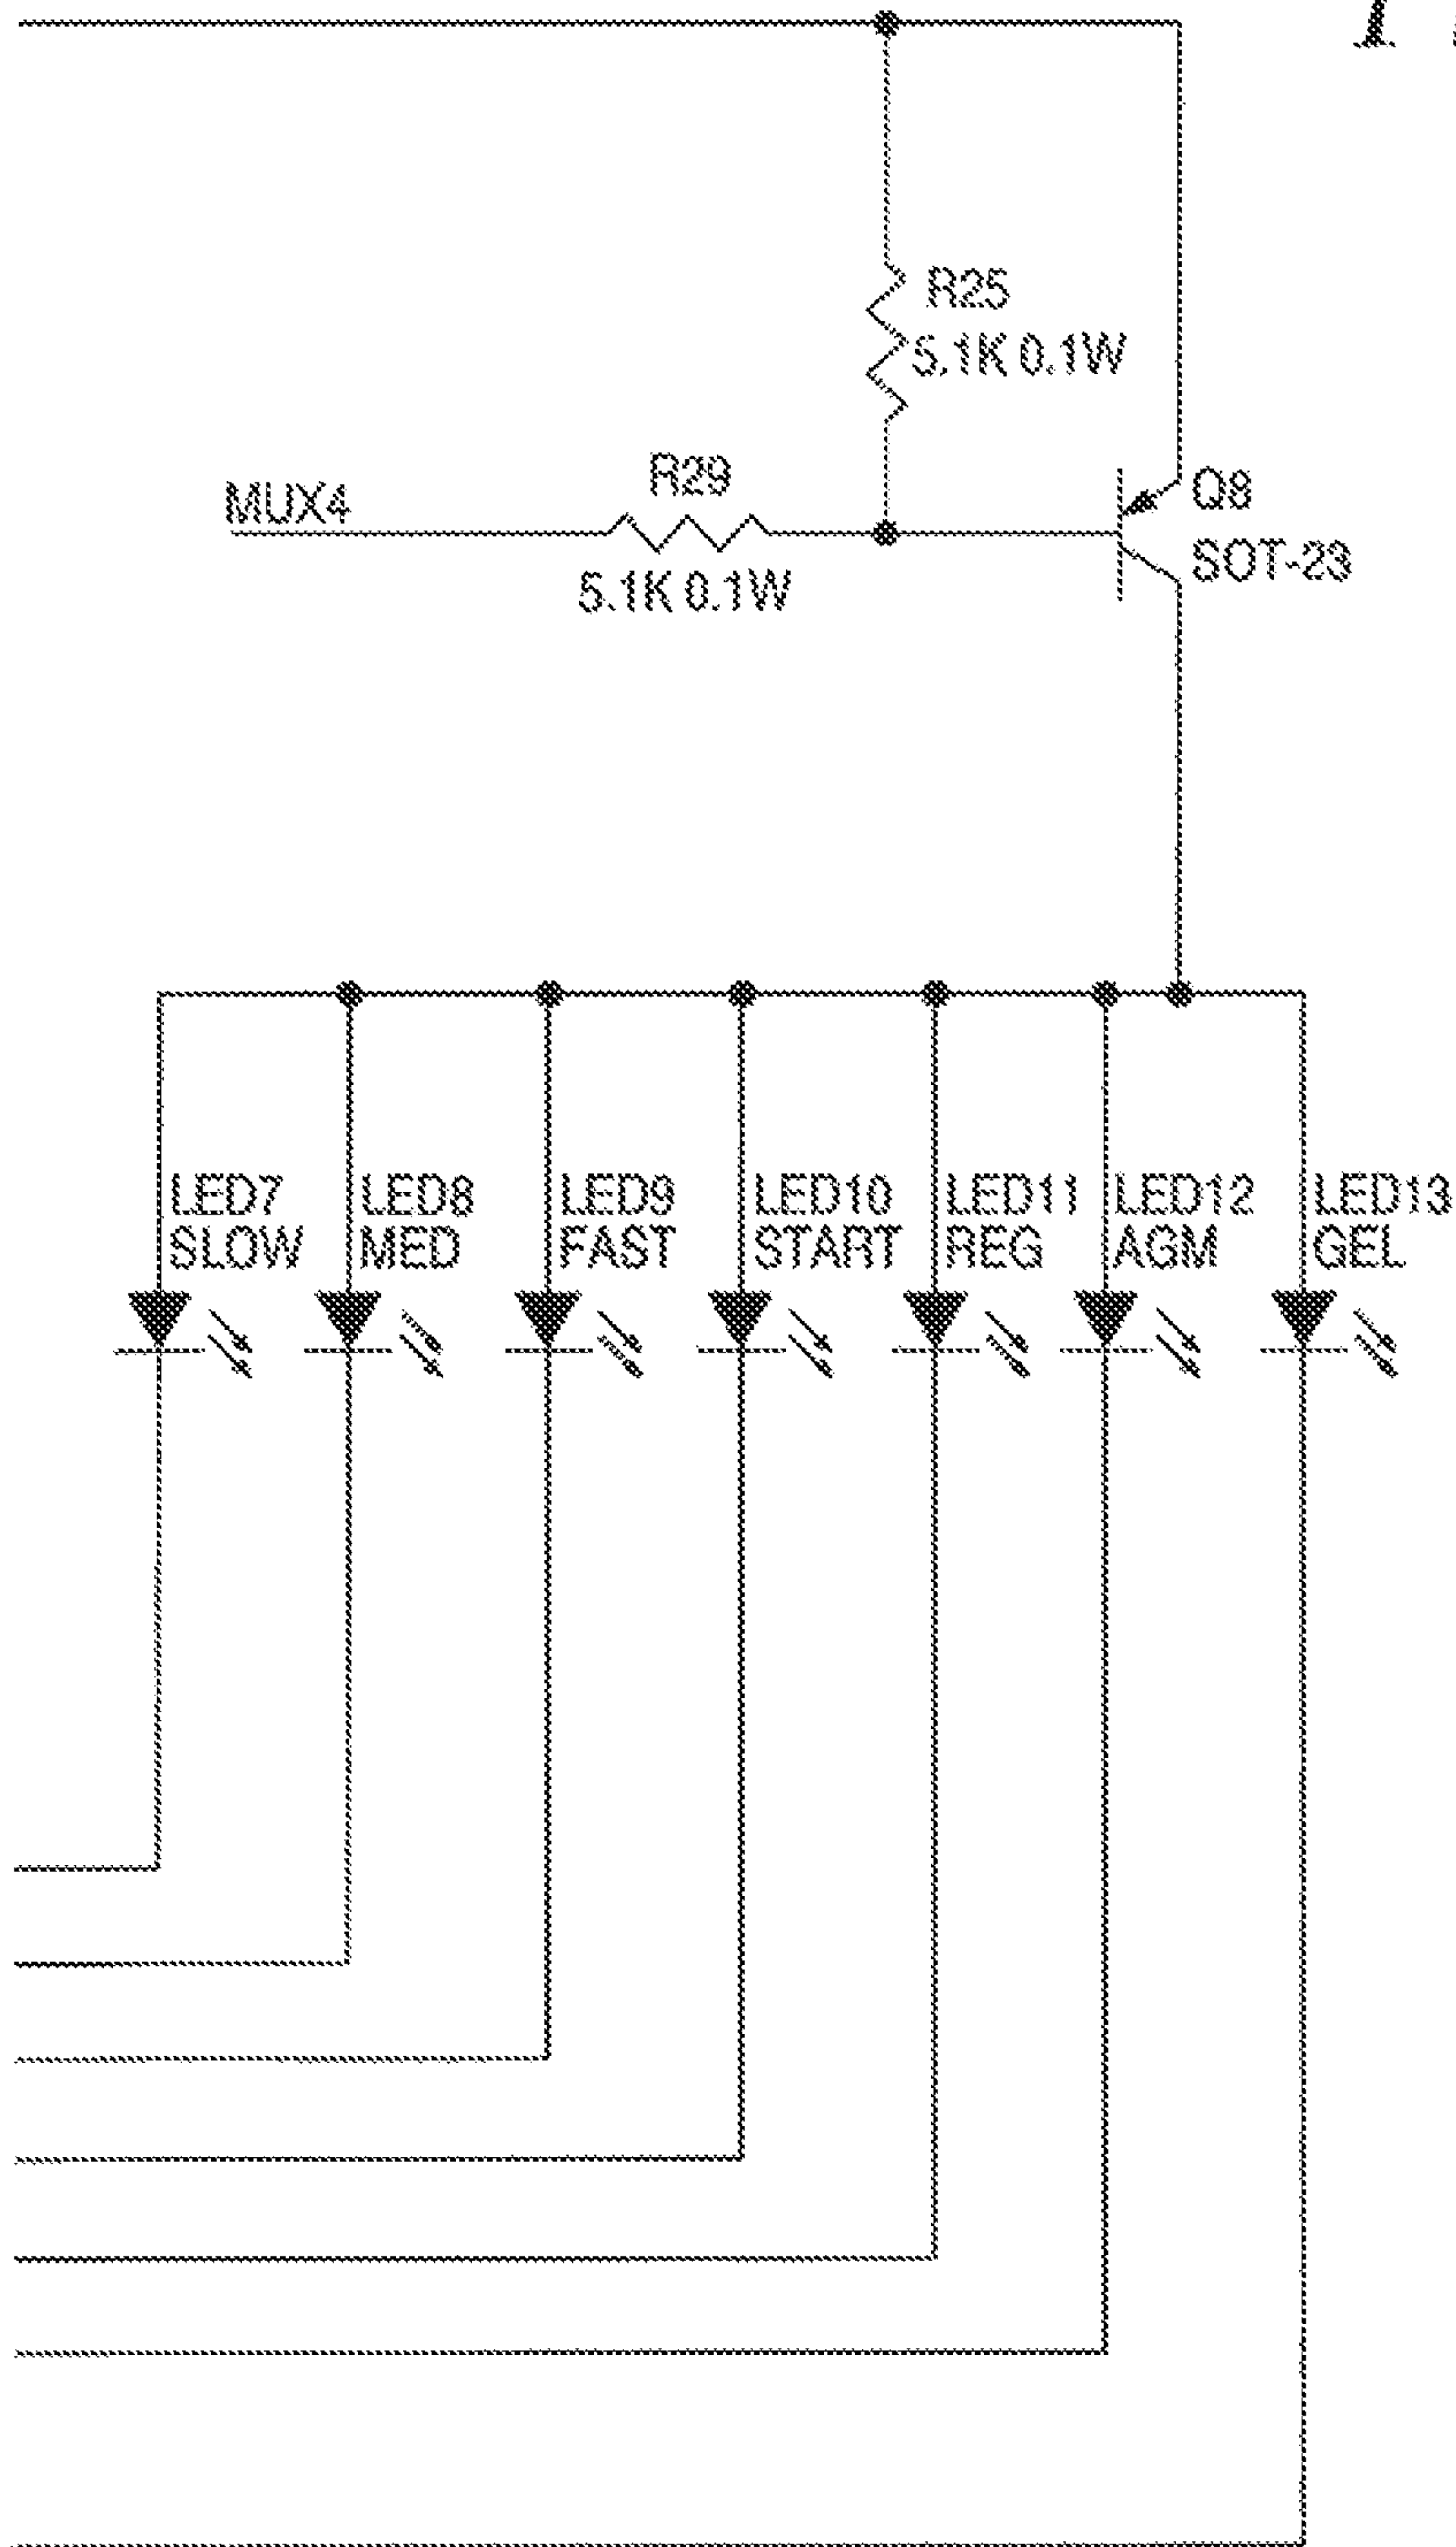 R25
5.1K 0.1W
MUX4
R29
5.1K 0.1W
Q8
SOT-23
LED7
SLOW
LED8
MED
LED9
FAST
LED10
START
LED11
REG
LED12
AGM
LED13
GEL